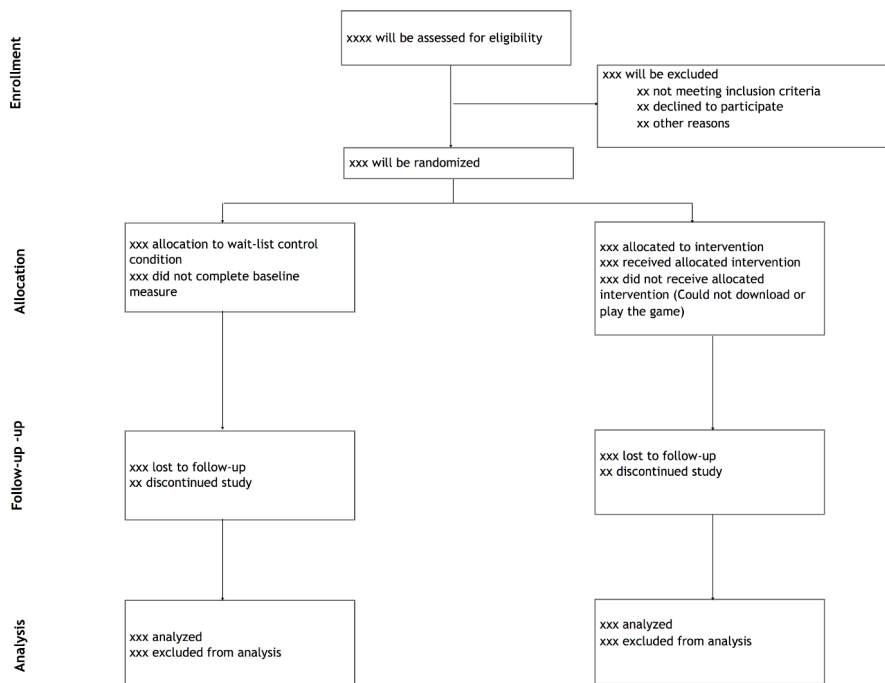 Enrollment
xxxx will be assessed for eligibility
xxx will be excluded
xx not meeting inclusion criteria
xx declined to participate
xx other reasons
xxx will be randomized
Allocation
xxx allocation to wait-list control
condition
xxx did not complete baseline
measure
xxx allocated to intervention
xxx received allocated intervention
xxx did not receive allocated
intervention (Could not download or
play the game)
Follow-up -up
xxx lost to follow-up
xx discontinued study
xxx lost to follow-up
xx discontinued study
Analysis
xxx analyzed
xxx excluded from analysis
xxx analyzed
xxx excluded from analysis